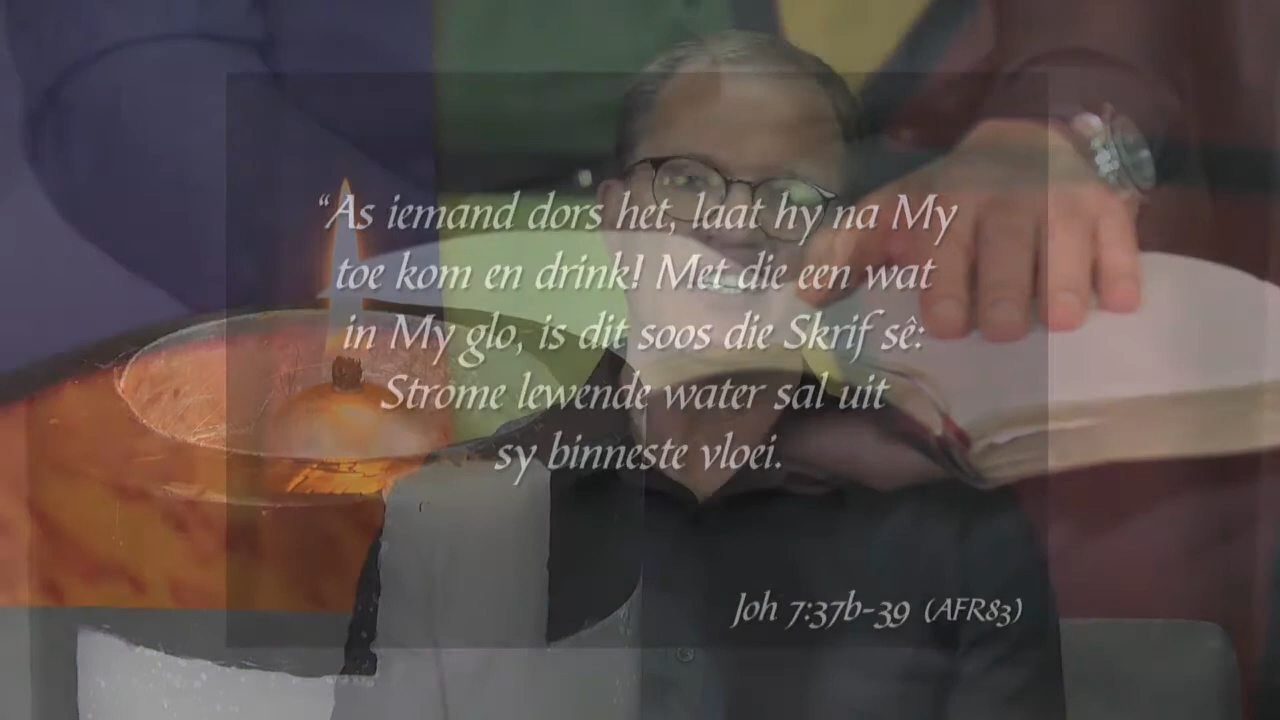 “As iemand dors het, laat hy na My
toe kom en drink! Met die een wat
in My glo, is dit soos die Skrif sê:
Strome lewende water sal uit
sy binneste vloei.
Joh 7:37b-39 (AFR83)